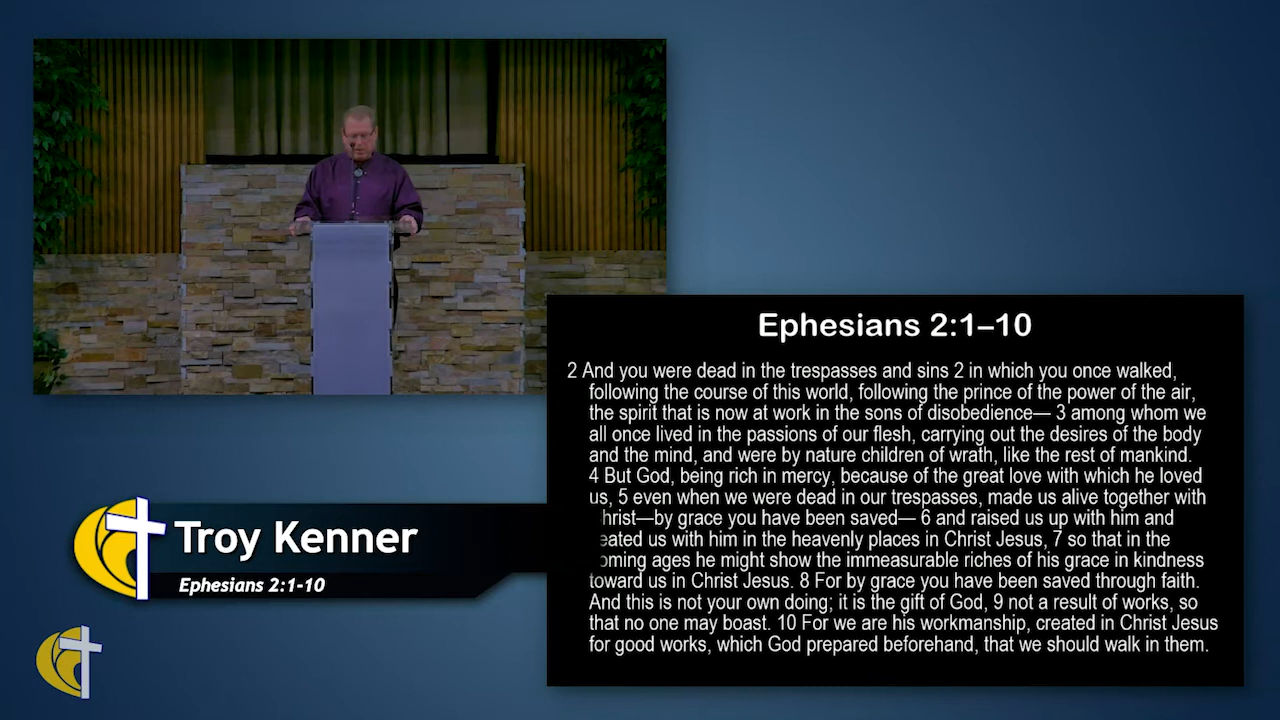 Ephesians 2:1–10
2 And you were dead in the trespasses and sins 2 in which you once walked,
following the course of this world, following the prince of the power of the air,
the spirit that is now at work in the sons of disobedience— 3 among whom we
all once lived in the passions of our flesh, carrying out the desires of the body
and the mind, and were by nature children of wrath, like the rest of mankind.
4 But God, being rich in mercy, because of the great love with which he loved
us, 5 even when we were dead in our trespasses, made us alive together with
hrist—by grace you have been saved— 6 and raised us up with him and
eated us with him in the heavenly places in Christ Jesus, 7 so that in the
oming ages he might show the immeasurable riches of his grace in kindness
toward us in Christ Jesus. 8 For by grace you have been saved through faith.
And this is not your own doing; it is the gift of God, 9 not a result of works, so
that no one may boast. 10 For we are his workmanship, created in Christ Jesus
for good works, which God prepared beforehand, that we should walk in them.
Troy Kenner
Ephesians 2:1-10